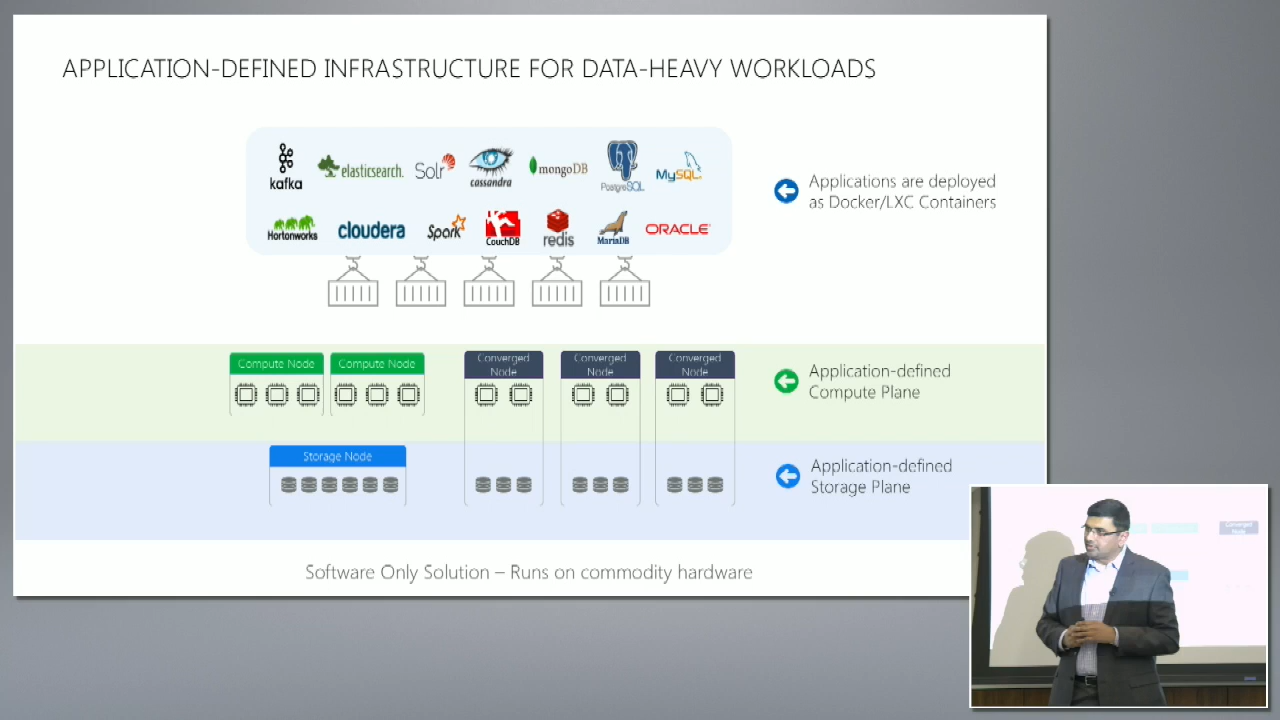 APPLICATION-DEFINED INFRASTRUCTURE FOR DATA-HEAVY WORKLOADS
kafka
elasticsearch.
Solr
cassandra
mongoDB
PostgreSQL
MySQL
Hortonworks
cloudera
Spark
CouchDB
redis
MariaDB
ORACLE
Applications are deployed
as Docker/LXC Containers
Compute Node
Compute Node
Converged
Node
Converged
Node
Converged
Node
Application-defined
Compute Plane
Storage Node
Application-defined
Storage Plane
Software Only Solution – Runs on commodity hardware
Converged
Node